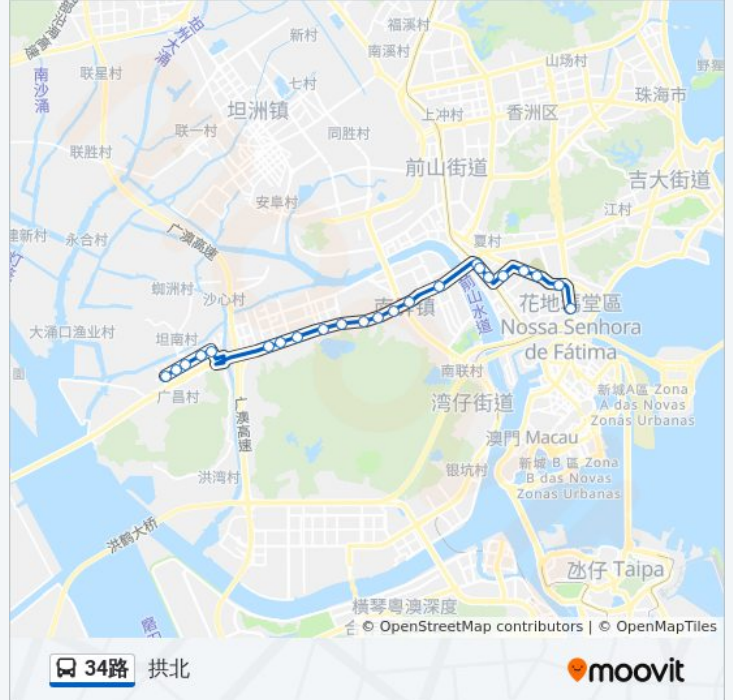 福溪村
新村
南溪村
山场村
野狸
联星村
南沙涌
七村
坦洲镇
珠海市
上冲村
香洲区
联一村
同胜村
联胜村
前山街道
吉大街道
安阜村
江村
广澳高速
永合村
夏村
蜘洲村
沙心村
前山水道
花地
堂區
Nossa Senhora
de Fátima
大涌口渔业村
坦南村
镇
南联村
广昌村
新城A區 Zona
A das Novas
Zonas Urbanas
湾仔街道
广澳高速
澳門 Macau
新城 B 區 Zona
B das Novas
Zonas Urbanas
银坑村
洪湾村
洪鹤大桥
氹仔 Taipa
橫琴粵澳深度
© OpenStreetMap contributors | © OpenMapTiles
34路 拱北
moovit